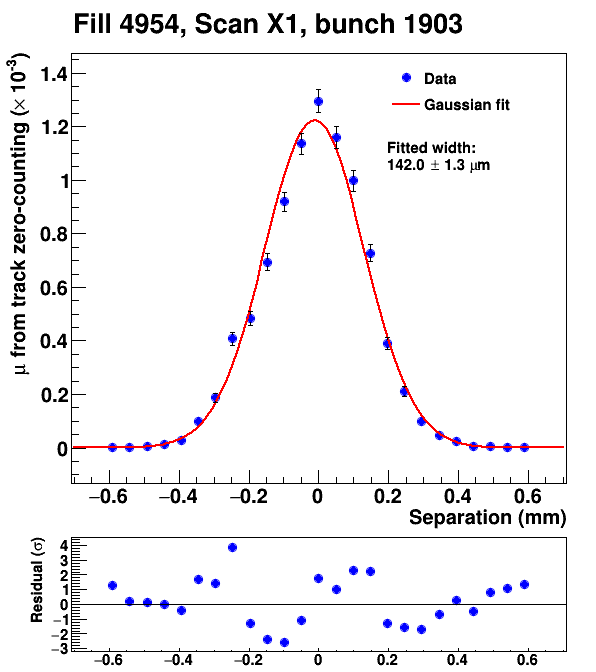 Fill 4954, Scan X1, bunch 1903
μ from track zero-counting (× 10⁻³)
1.4
1.2
1
0.8
0.6
0.4
0.2
0
Data
Gaussian fit
Fitted width:
142.0 ± 1.3 μm
−0.6 −0.4 −0.2 0 0.2 0.4 0.6
Separation (mm)
Residual (σ)
4
3
2
1
0
−1
−2
−3
−0.6 −0.4 −0.2 0 0.2 0.4 0.6